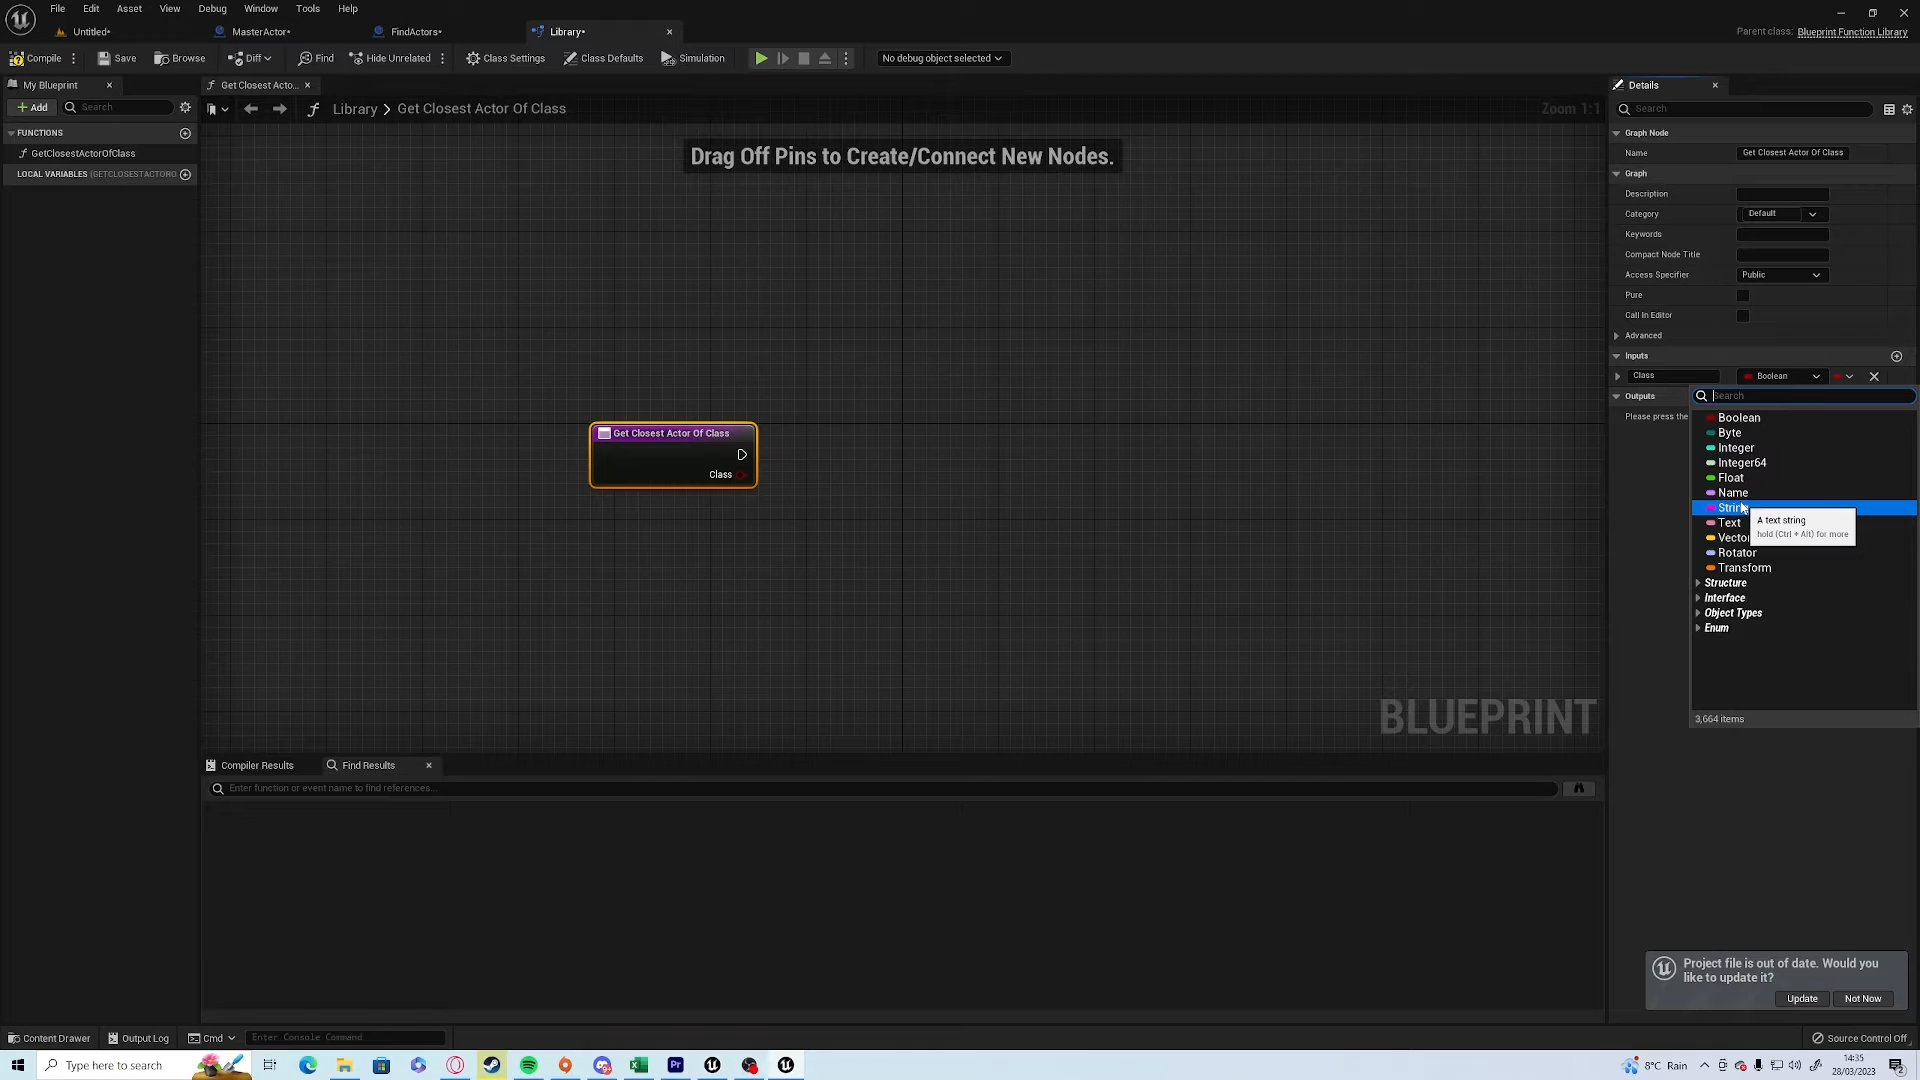 File Edit Asset View Debug Window Tools Help
Untitled* MasterActor* FindActors* Library*
Parent class: Blueprint Function Library
Compile Save Browse Diff Find Hide Unrelated Class Settings Class Defaults Simulation No debug object selected
My Blueprint
Get Closest Acto...
Details
Add Search
Library > Get Closest Actor Of Class
Zoom 1:1
Search
FUNCTIONS
GetClosestActorOfClass
LOCAL VARIABLES (GETCLOSESTACTORO
Drag Off Pins to Create/Connect New Nodes.
Graph Node
Name Get Closest Actor Of Class
Graph
Description
Category Default
Keywords
Compact Node Title
Access Specifier Public
Pure
Call In Editor
Advanced
Inputs
Class Boolean
Outputs
Please press the
Search
Boolean
Byte
Integer
Integer64
Float
Name
String
Text
Vector
Rotator
Transform
Structure
Interface
Object Types
Enum
3,664 items
A text string
hold (Ctrl + Alt) for more
Get Closest Actor Of Class
Class
BLUEPRINT
Compiler Results Find Results
Enter function or event name to find references...
Project file is out of date. Would you
like to update it?
Update Not Now
Content Drawer Output Log Cmd Enter Console Command
Source Control Off
Type here to search
8°C Rain
14:35
28/03/2023